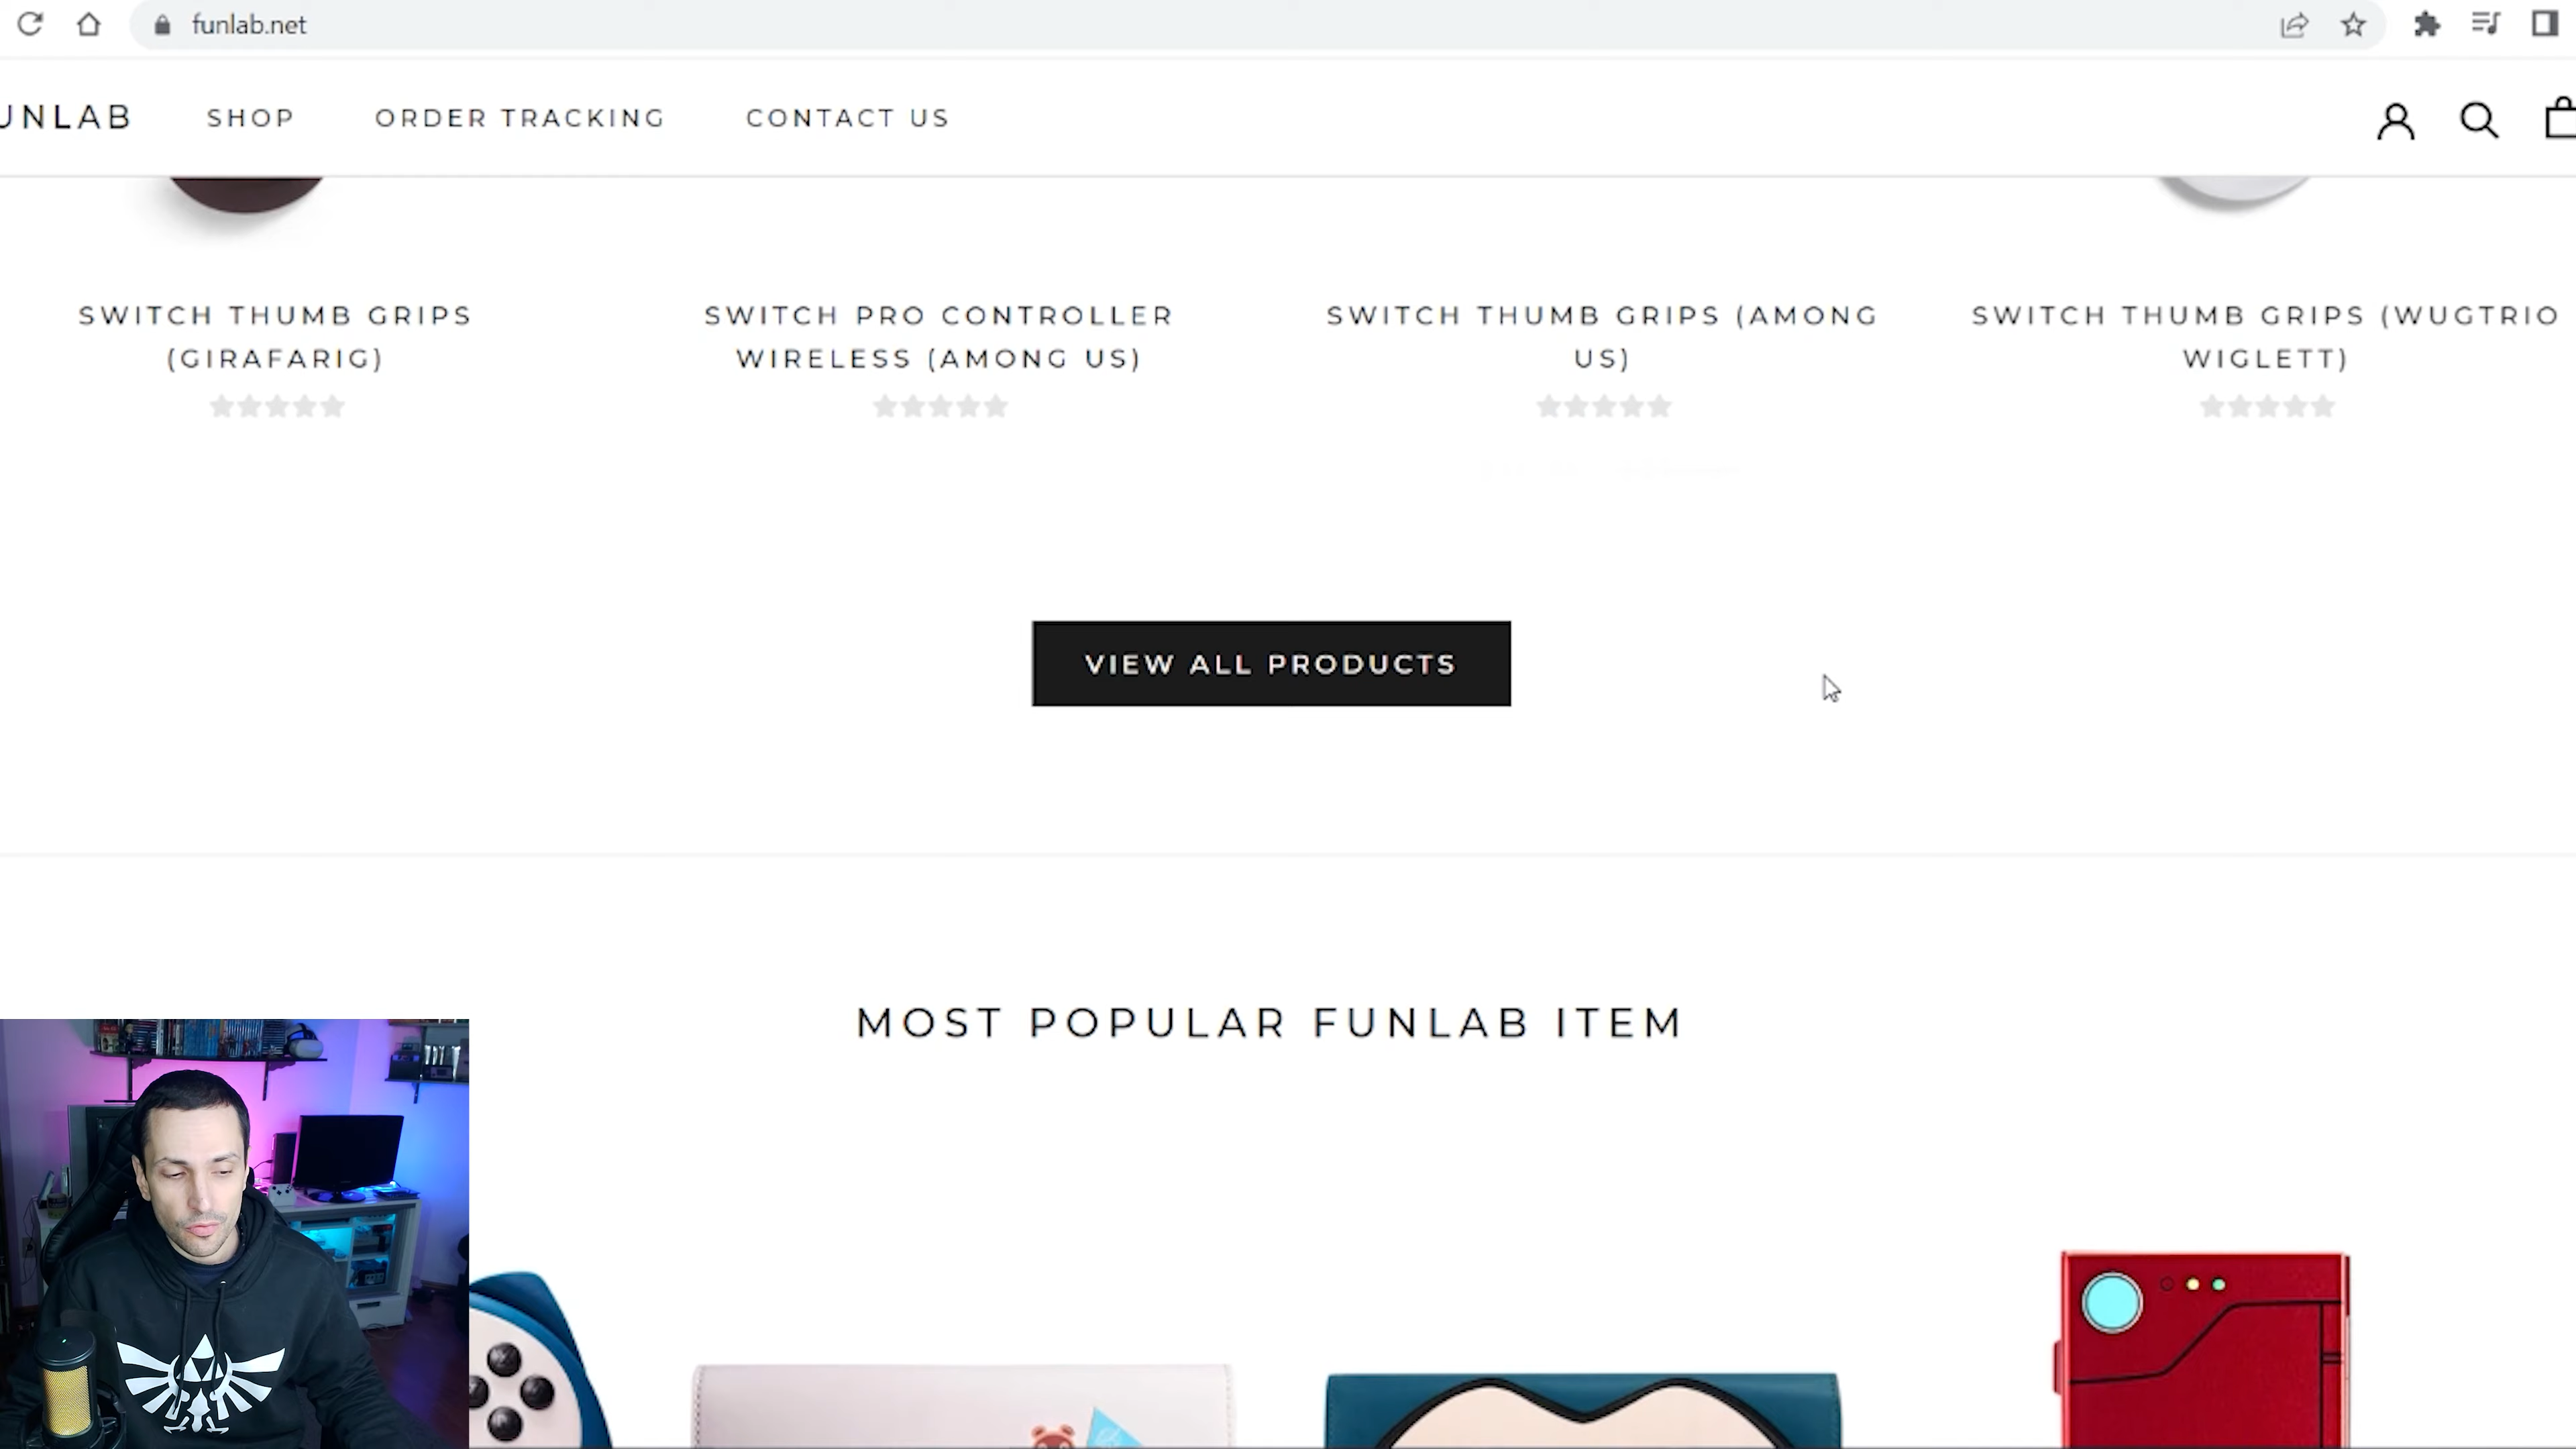 funlab.net
UNLAB SHOP ORDER TRACKING CONTACT US
SWITCH THUMB GRIPS
(GIRAFARIG)
SWITCH PRO CONTROLLER
WIRELESS (AMONG US)
SWITCH THUMB GRIPS (AMONG
US)
SWITCH THUMB GRIPS (WUGTRIO
WIGLETT)
VIEW ALL PRODUCTS
MOST POPULAR FUNLAB ITEM